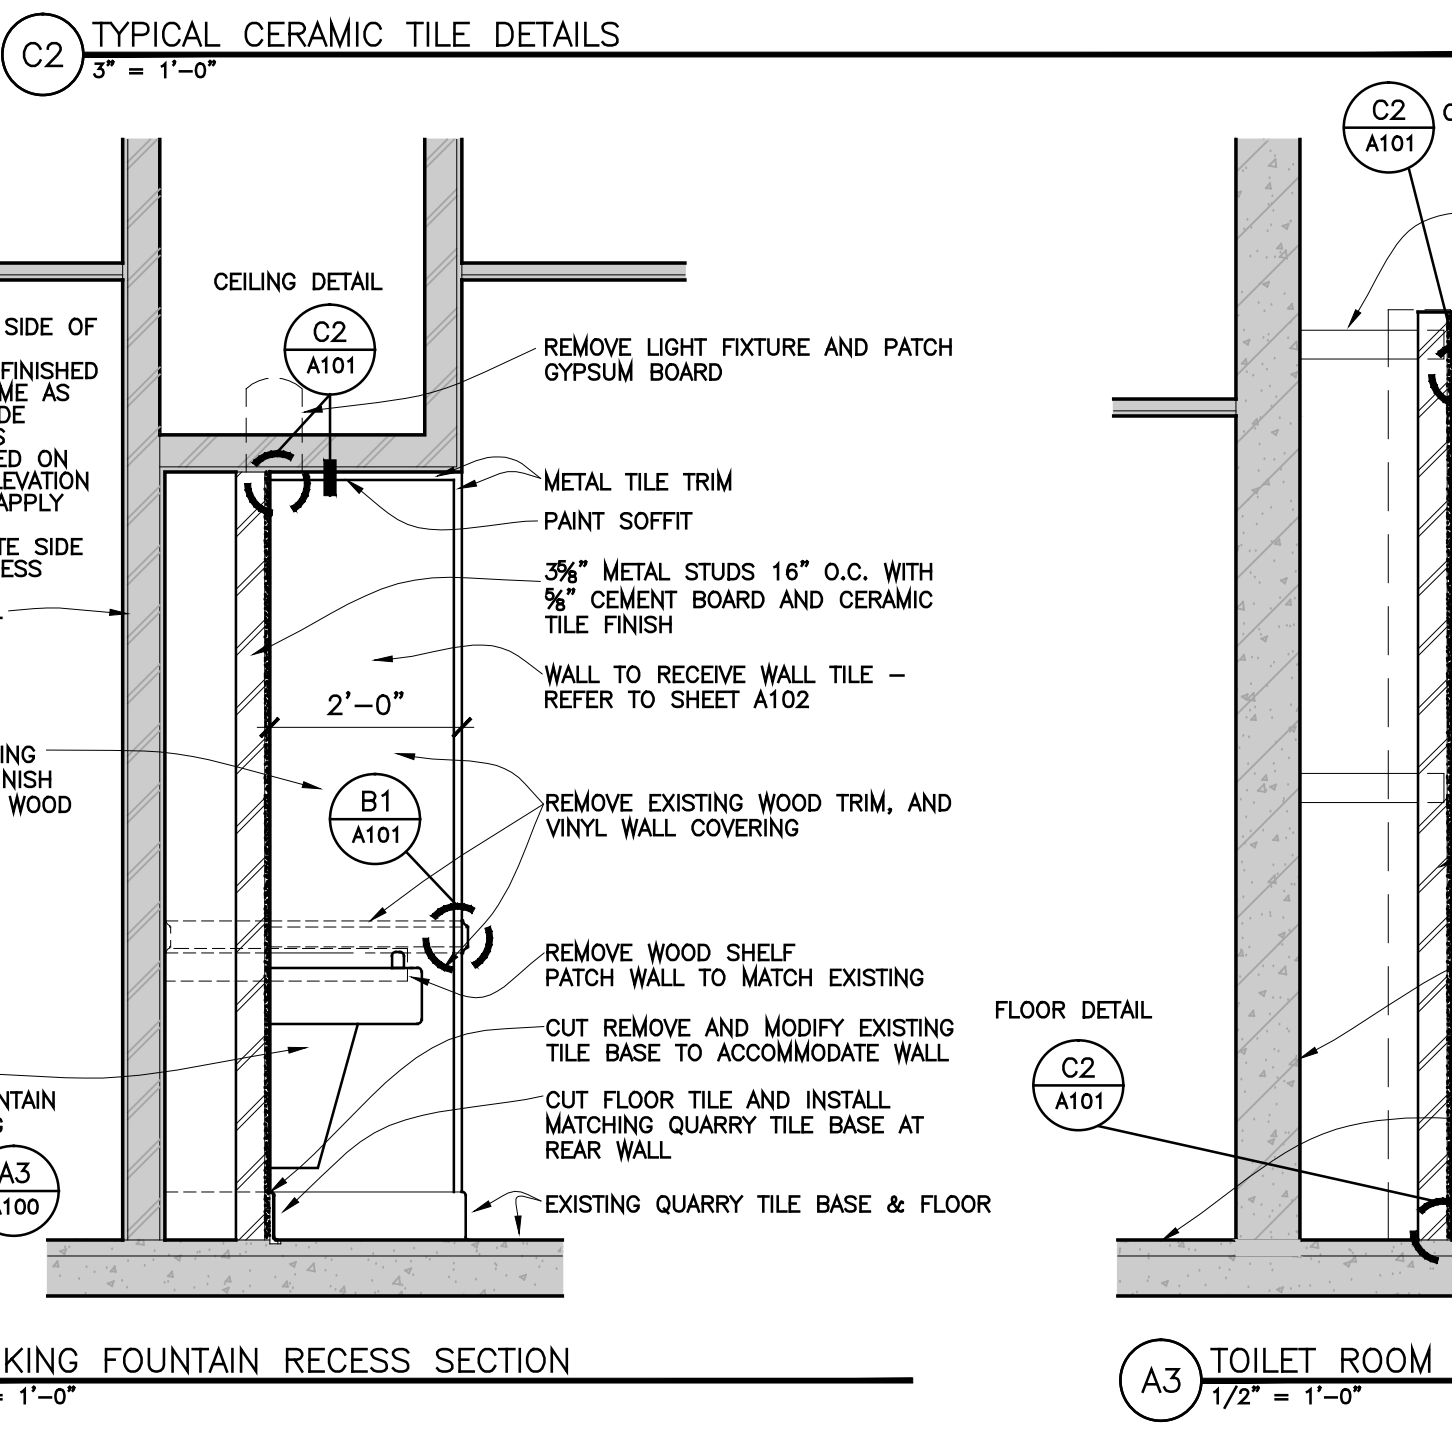 C2
TYPICAL CERAMIC TILE DETAILS
3" = 1'-0"
C2
A101
CEILING DETAIL
C2
A101
SIDE OF
FINISHED
AS
ED ON
APPLY
SIDE
REMOVE LIGHT FIXTURE AND PATCH
GYPSUM BOARD
METAL TILE TRIM
PAINT SOFFIT
3⅝" METAL STUDS 16" O.C. WITH
⅝" CEMENT BOARD AND CERAMIC
TILE FINISH
WALL TO RECEIVE WALL TILE –
REFER TO SHEET A102
2'-0"
ING
NISH
WOOD
B1
A101
REMOVE EXISTING WOOD TRIM, AND
VINYL WALL COVERING
REMOVE WOOD SHELF
PATCH WALL TO MATCH EXISTING
CUT REMOVE AND MODIFY EXISTING
TILE BASE TO ACCOMMODATE WALL
CUT FLOOR TILE AND INSTALL
MATCHING QUARRY TILE BASE AT
REAR WALL
EXISTING QUARRY TILE BASE & FLOOR
NTAIN
A3
A100
FLOOR DETAIL
C2
A101
KING FOUNTAIN RECESS SECTION
= 1'-0"
A3
TOILET ROOM
1/2" = 1'-0"